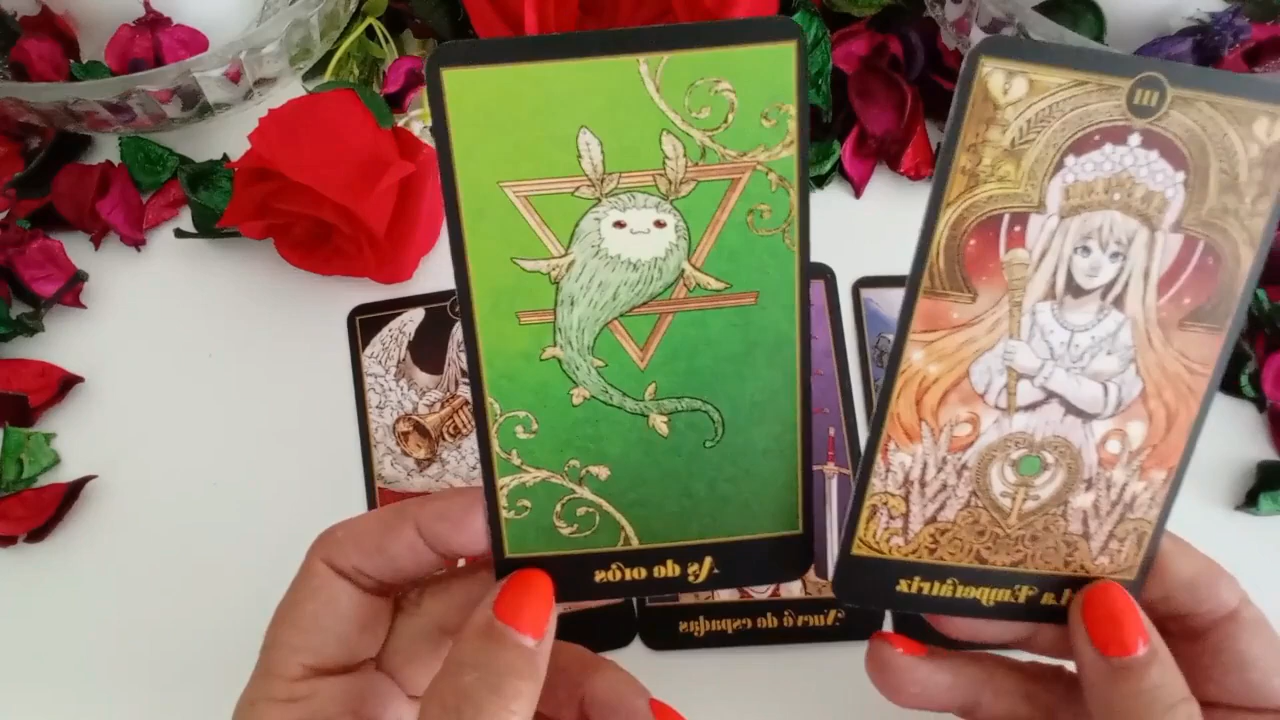 III
As de oros
La Emperatriz
Nueve de espadas